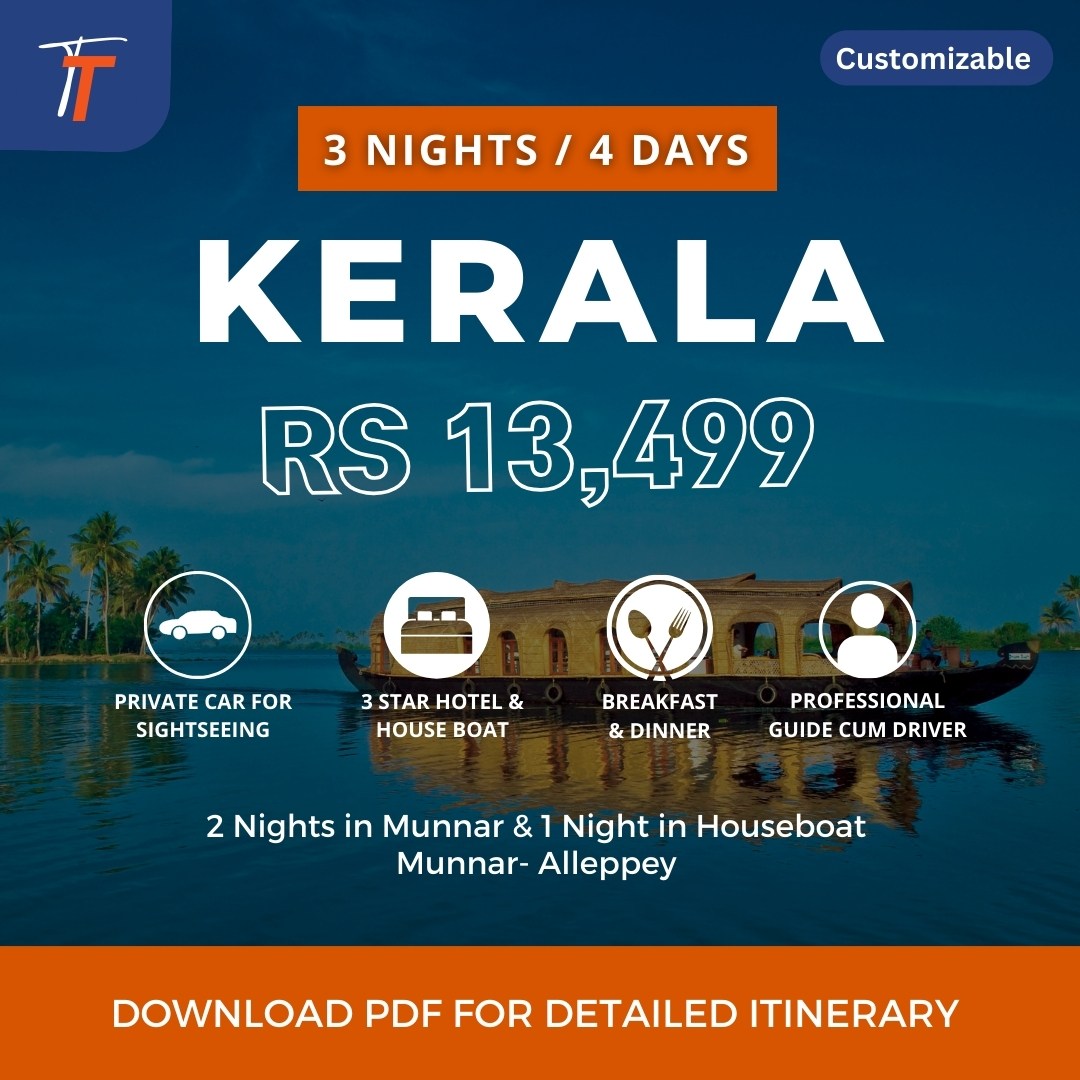 TT
Customizable
3 NIGHTS / 4 DAYS
KERALA
RS 13,499
PRIVATE CAR FOR
SIGHTSEEING
3 STAR HOTEL &
HOUSE BOAT
BREAKFAST
& DINNER
PROFESSIONAL
GUIDE CUM DRIVER
2 Nights in Munnar & 1 Night in Houseboat
Munnar- Alleppey
DOWNLOAD PDF FOR DETAILED ITINERARY